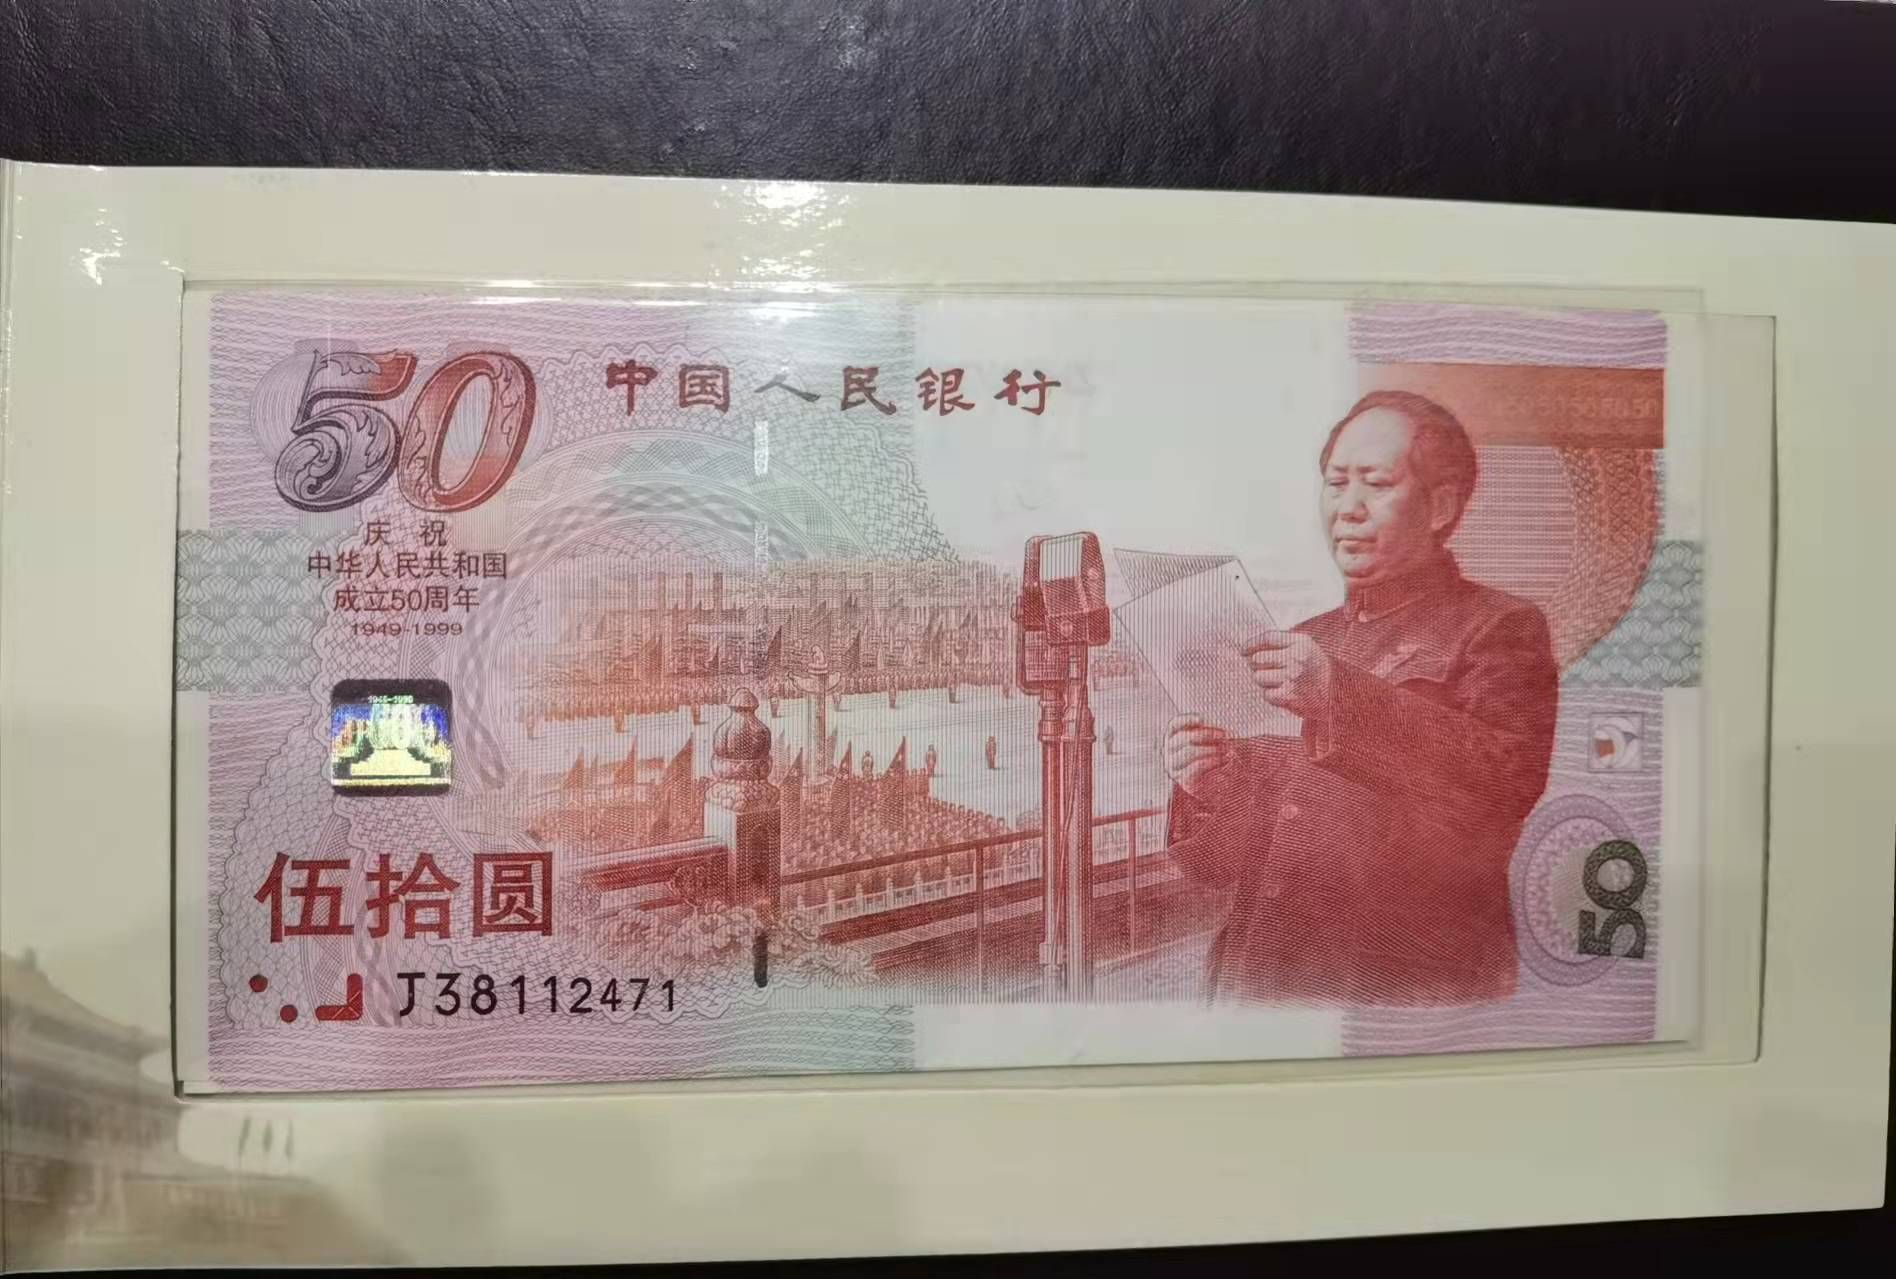 50
中国人民银行
庆祝
中华人民共和国
成立50周年
1949-1999
伍拾圆
J38112471
50